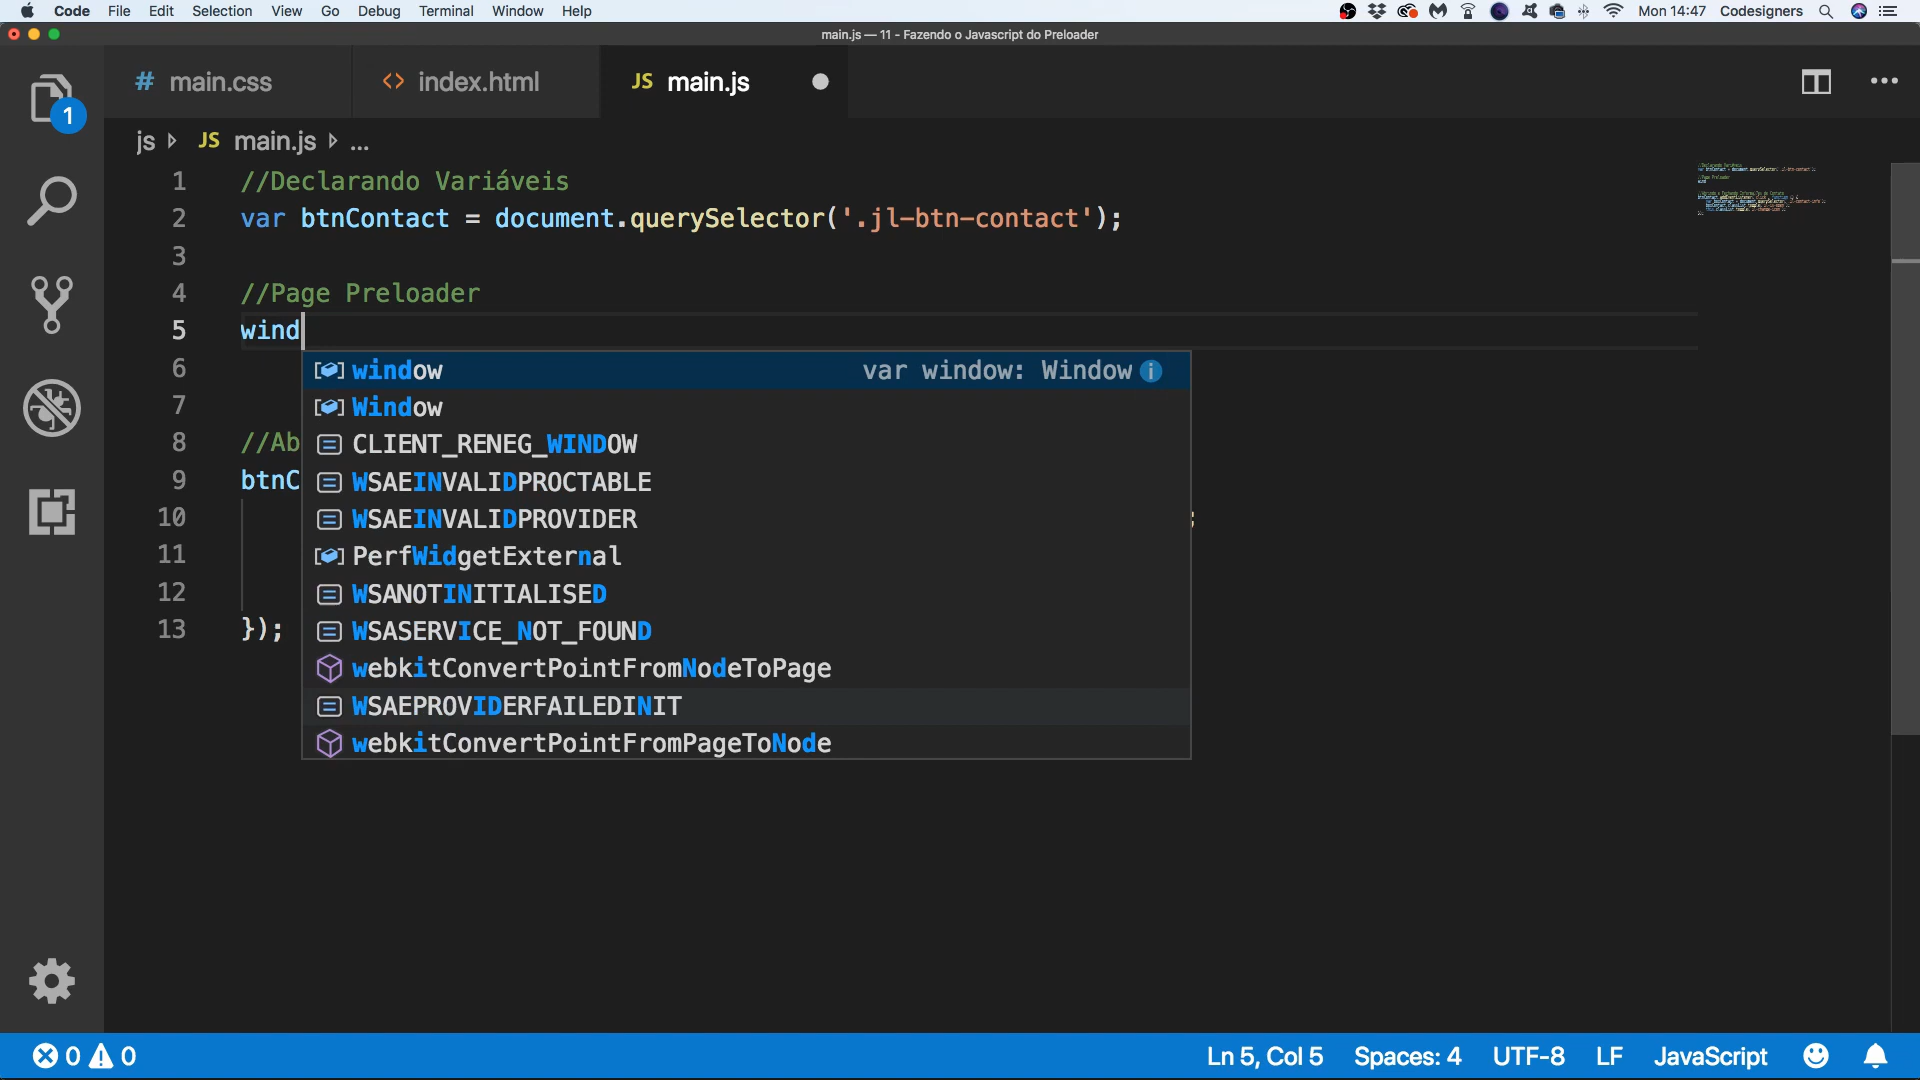 Code File Edit Selection View Go Debug Terminal Window Help Mon 14:47 Codesigners
main.js — 11 - Fazendo o Javascript do Preloader
# main.css <> index.html JS main.js
1
js JS main.js ...
1 //Declarando Variáveis
2 var btnContact = document.querySelector('.jl-btn-contact');
3
4 //Page Preloader
5 wind
6 window var window: Window i
7 Window
8 //Ab CLIENT_RENEG_WINDOW
9 btnC WSAEINVALIDPROCTABLE
10 WSAEINVALIDPROVIDER ;
11 PerfWidgetExternal
12 WSANOTINITIALISED
13 }); WSASERVICE_NOT_FOUND
webkitConvertPointFromNodeToPage
WSAEPROVIDERFAILEDINIT
webkitConvertPointFromPageToNode
0 0 Ln 5, Col 5 Spaces: 4 UTF-8 LF JavaScript